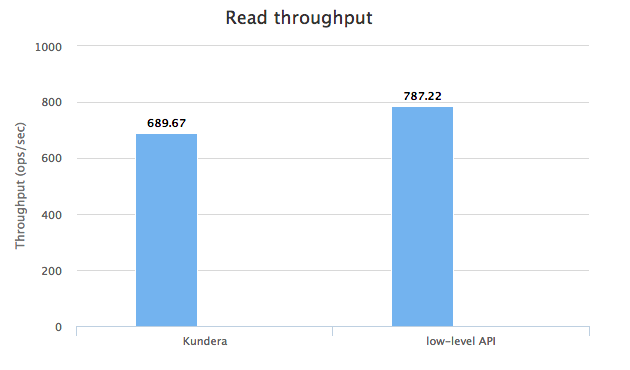 Read throughput
1000
800
600
400
200
0
Throughput (ops/sec)
689.67
787.22
Kundera
low-level API